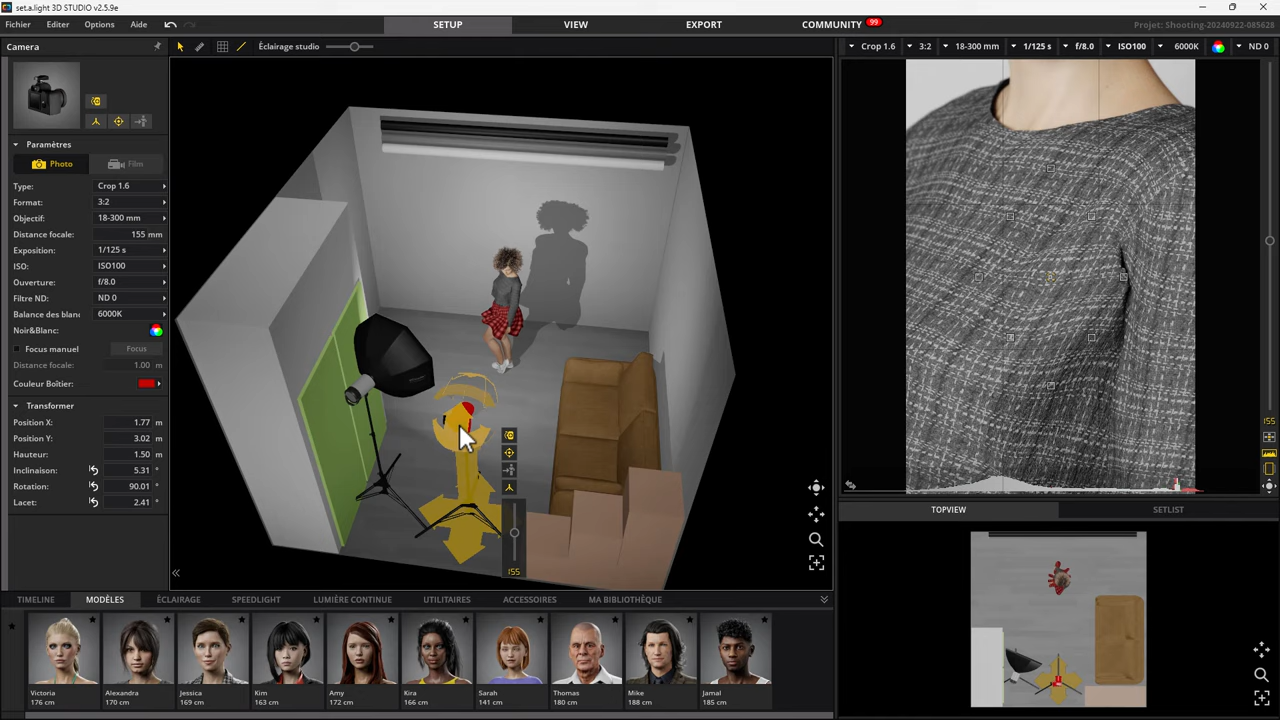 set.a.light 3D STUDIO v2.5.9e
Fichier Editer Options Aide SETUP VIEW EXPORT COMMUNITY 99 Projet: Shooting-20240922-085628
Camera Éclairage studio Crop 1.6 3:2 18-300 mm 1/125 s f/8.0 ISO100 6000K ND 0
Paramètres
Photo Film
Type: Crop 1.6
Format: 3:2
Objectif: 18-300 mm
Distance focale: 155 mm
Exposition: 1/125 s
ISO: ISO100
Ouverture: f/8.0
Filtre ND: ND 0
Balance des blanc 6000K
Noir&Blanc:
Focus manuel Focus
Distance focale: 1.00 m
Couleur Boîtier:
Transformer
Position X: 1.77 m
Position Y: 3.02 m
Hauteur: 1.50 m
Inclinaison: 5.31 °
Rotation: 90.01 °
Lacet: 2.41 °
155
155
TOPVIEW SETLIST
TIMELINE MODÈLES ÉCLAIRAGE SPEEDLIGHT LUMIÈRE CONTINUE UTILITAIRES ACCESSOIRES MA BIBLIOTHÈQUE
Victoria Alexandra Jessica Kim Amy Kira Sarah Thomas Mike Jamal
176 cm 170 cm 169 cm 163 cm 172 cm 166 cm 141 cm 180 cm 188 cm 185 cm